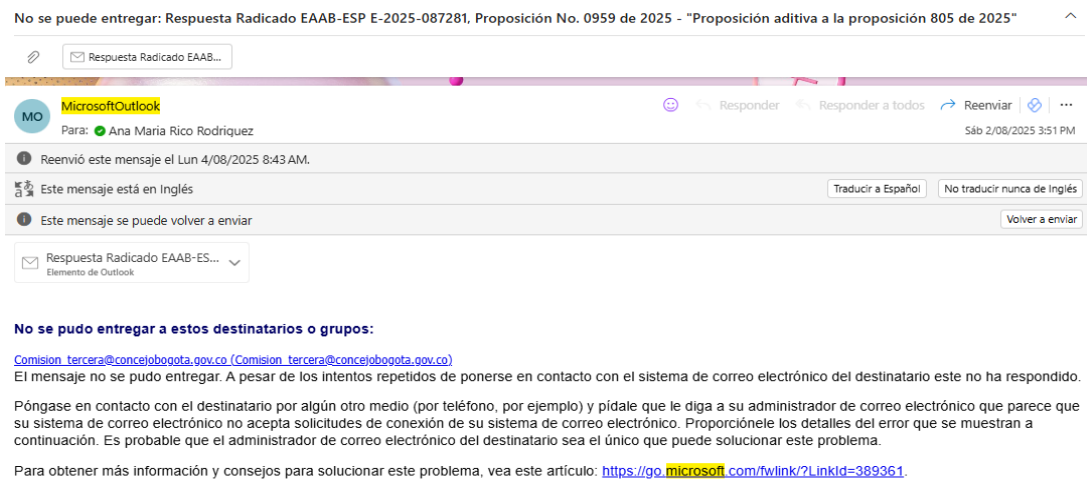 No se puede entregar: Respuesta Radicado EAAB-ESP E-2025-087281, Proposición No. 0959 de 2025 - "Proposición aditiva a la proposición 805 de 2025"
Respuesta Radicado EAAB...
MO
MicrosoftOutlook
Responder
Responder a todos
Reenviar
Para: Ana Maria Rico Rodriquez
Sáb 2/08/2025 3:51 PM
Reenvió este mensaje el Lun 4/08/2025 8:43 AM.
Este mensaje está en Inglés
Traducir a Español
No traducir nunca de Inglés
Este mensaje se puede volver a enviar
Volver a enviar
Respuesta Radicado EAAB-ES...
Elemento de Outlook
No se pudo entregar a estos destinatarios o grupos:
Comision_tercera@concejobogota.gov.co (Comision_tercera@concejobogota.gov.co)
El mensaje no se pudo entregar. A pesar de los intentos repetidos de ponerse en contacto con el sistema de correo electrónico del destinatario este no ha respondido.
Póngase en contacto con el destinatario por algún otro medio (por teléfono, por ejemplo) y pídale que le diga a su administrador de correo electrónico que parece que
su sistema de correo electrónico no acepta solicitudes de conexión de su sistema de correo electrónico. Proporciónele los detalles del error que se muestran a
continuación. Es probable que el administrador de correo electrónico del destinatario sea el único que puede solucionar este problema.
Para obtener más información y consejos para solucionar este problema, vea este artículo: https://go.microsoft.com/fwlink/?LinkId=389361.